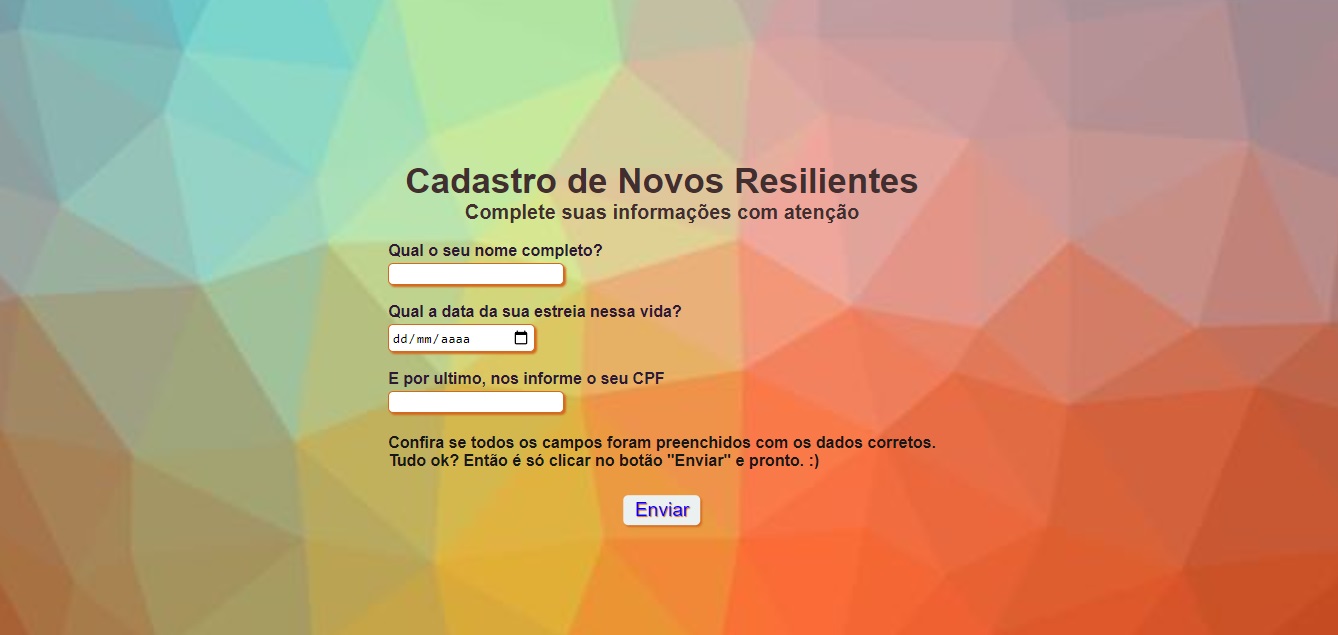 Cadastro de Novos Resilientes
Complete suas informações com atenção
Qual o seu nome completo?
Qual a data da sua estreia nessa vida?
dd/mm/aaaa
E por ultimo, nos informe o seu CPF
Confira se todos os campos foram preenchidos com os dados corretos.
Tudo ok? Então é só clicar no botão "Enviar" e pronto. :)
Enviar